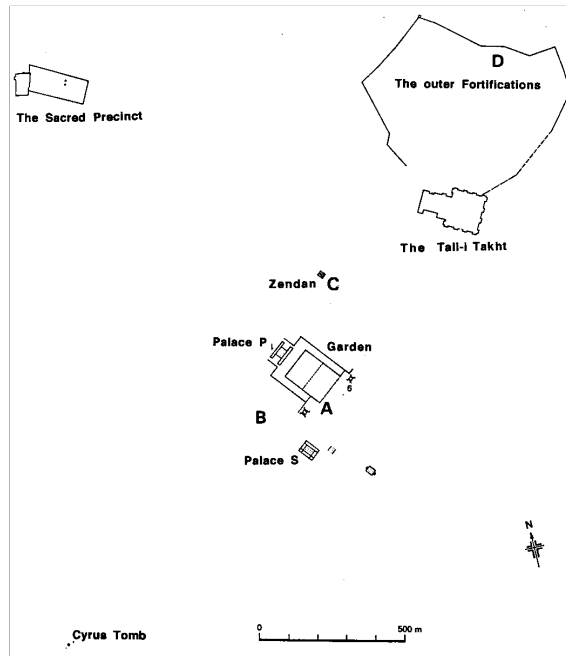 D
The outer Fortifications
The Sacred Precinct
The Tall-i Takht
Zendan C
Palace P
Garden
6
A
B
Palace S
N
0
500 m
Cyrus Tomb